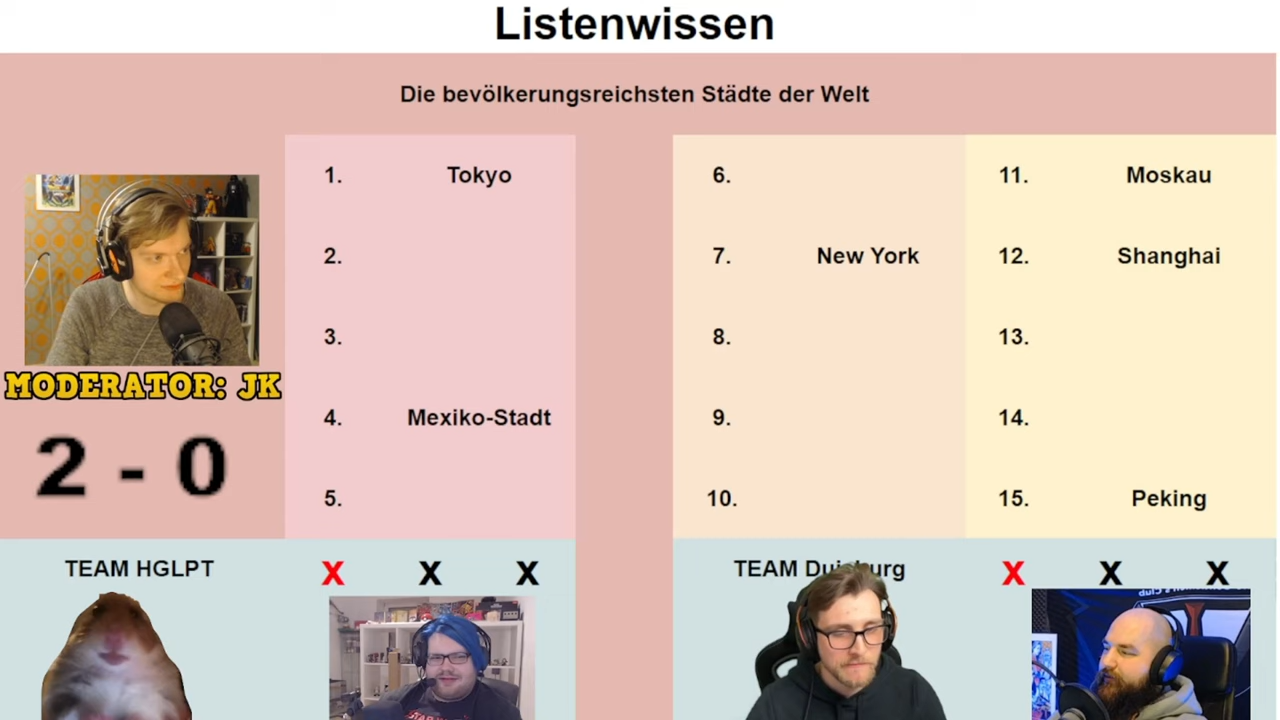 Listenwissen
Die bevölkerungsreichsten Städte der Welt
1. Tokyo
2.
3.
4. Mexiko-Stadt
5.
6.
7. New York
8.
9.
10.
11. Moskau
12. Shanghai
13.
14.
15. Peking
MODERATOR: JK
2 - 0
TEAM HGLPT
X X X
TEAM Duisburg
X X X